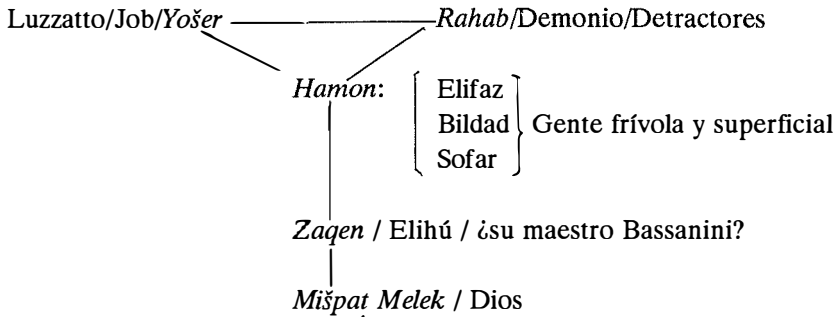 Luzzatto/Job/Yošer Rahab/Demonio/Detractores
Hamon: Elifaz
Bildad Gente frívola y superficial
Sofar
Zaqen / Elihú / ¿su maestro Bassanini?
Mišpaṭ Melek / Dios